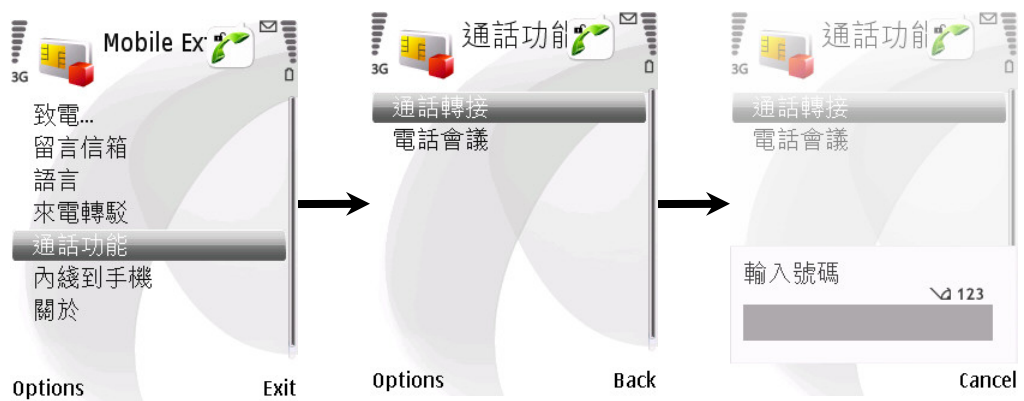 Mobile Ex
3G
致電...
留言信箱
語言
來電轉駁
通話功能
內綫到手機
關於
Options Exit
通話功能
3G
通話轉接
電話會議
Options Back
通話功能
3G
通話轉接
電話會議
輸入號碼
123
Cancel